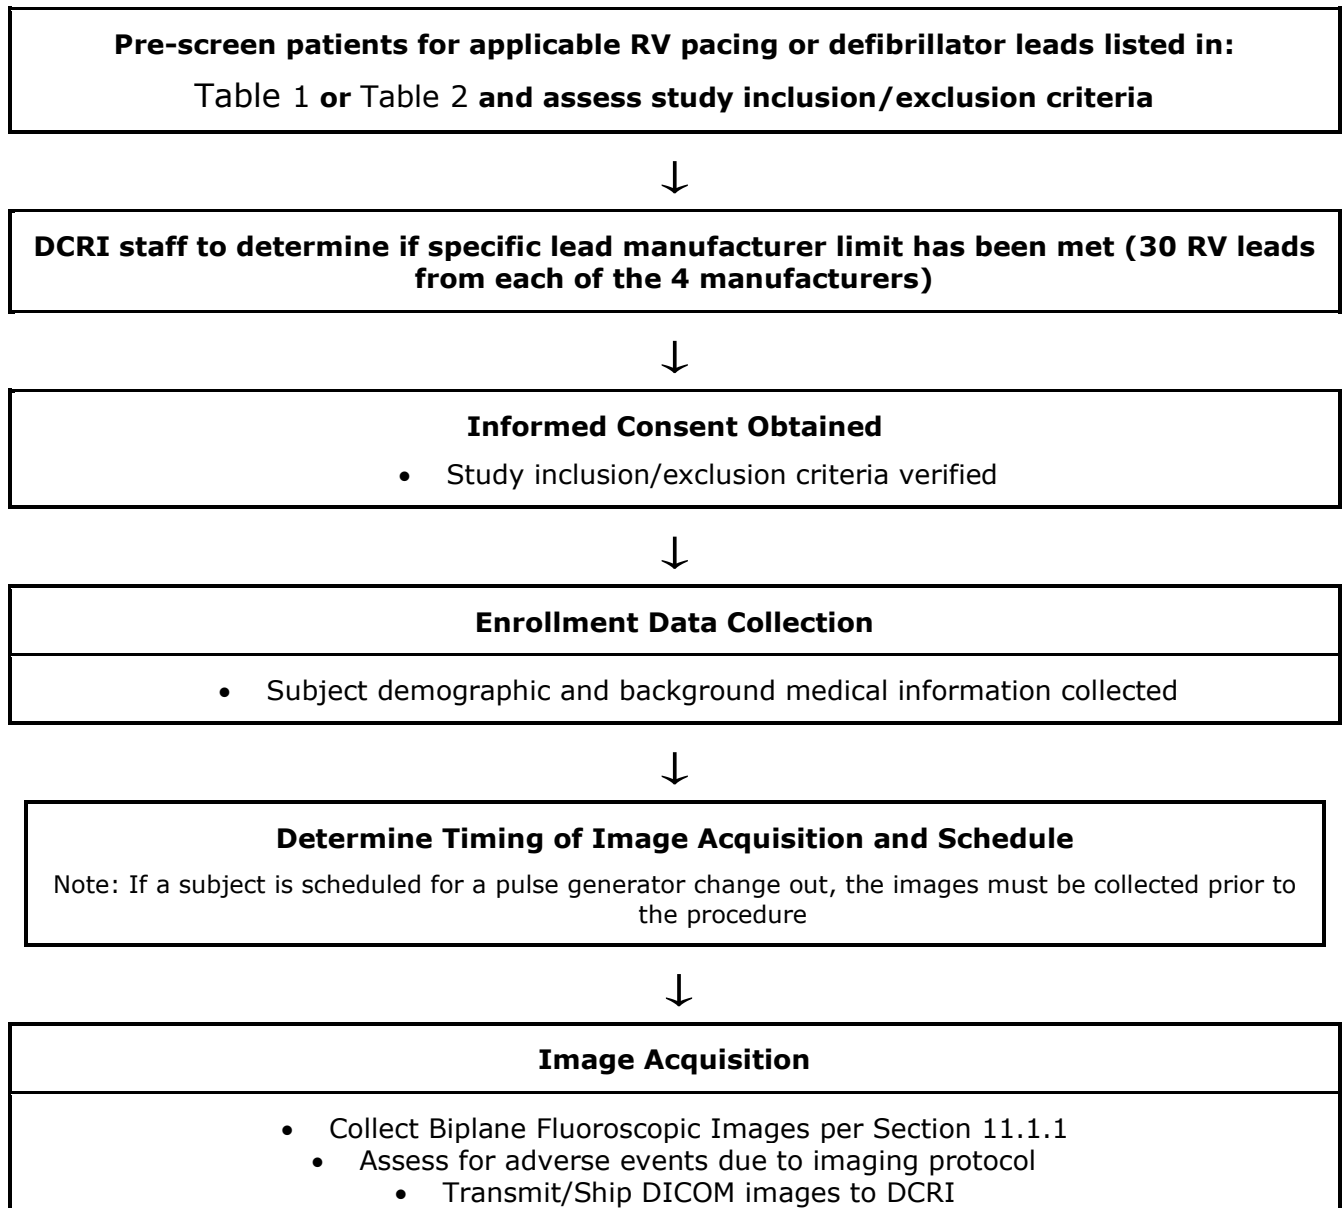 Pre-screen patients for applicable RV pacing or defibrillator leads listed in:
Table 1 or Table 2 and assess study inclusion/exclusion criteria
↓
DCRI staff to determine if specific lead manufacturer limit has been met (30 RV leads
from each of the 4 manufacturers)
↓
Informed Consent Obtained
• Study inclusion/exclusion criteria verified
↓
Enrollment Data Collection
• Subject demographic and background medical information collected
↓
Determine Timing of Image Acquisition and Schedule
Note: If a subject is scheduled for a pulse generator change out, the images must be collected prior to
the procedure
↓
Image Acquisition
• Collect Biplane Fluoroscopic Images per Section 11.1.1
• Assess for adverse events due to imaging protocol
• Transmit/Ship DICOM images to DCRI